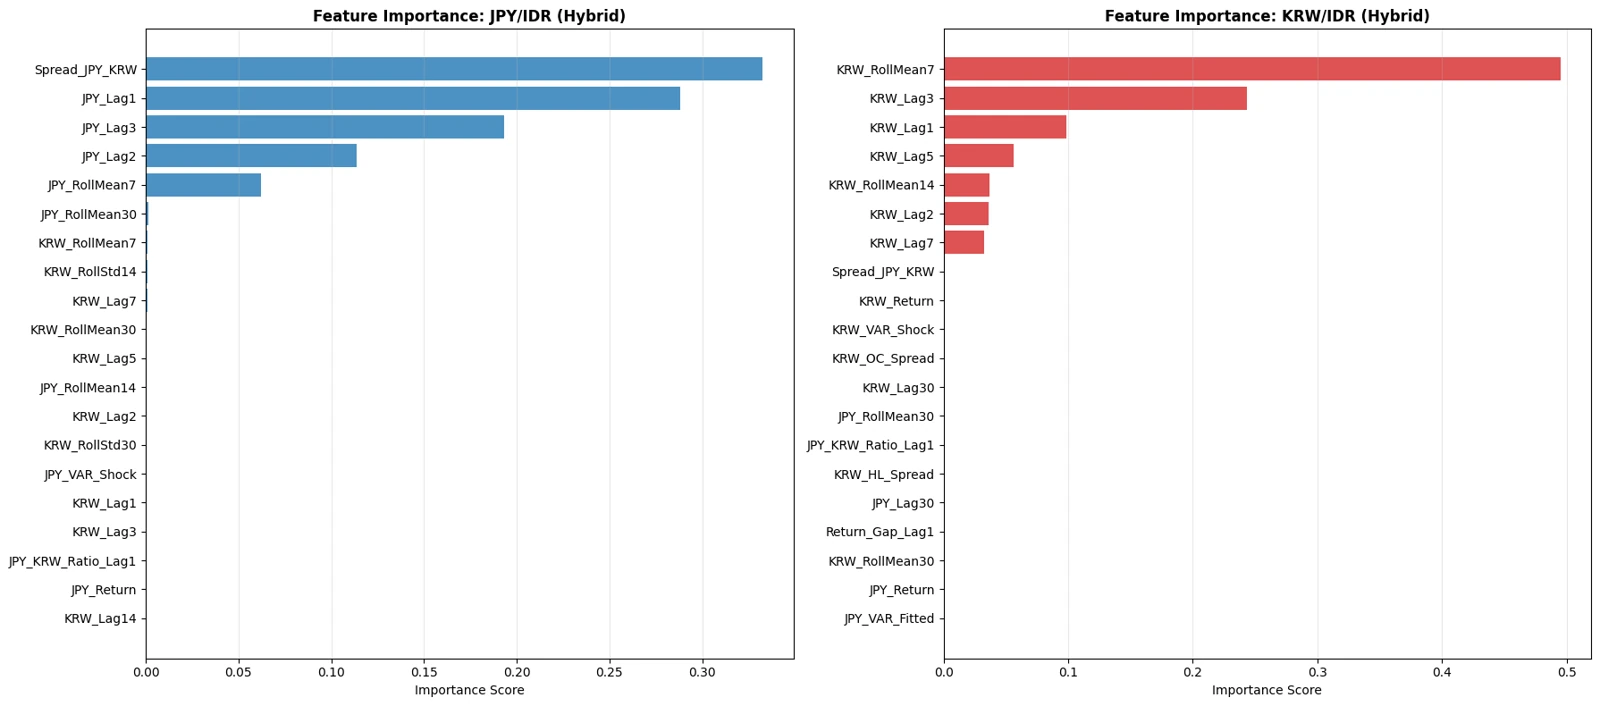 Feature Importance: JPY/IDR (Hybrid)
Spread_JPY_KRW
JPY_Lag1
JPY_Lag3
JPY_Lag2
JPY_RollMean7
JPY_RollMean30
KRW_RollMean7
KRW_RollStd14
KRW_Lag7
KRW_RollMean30
KRW_Lag5
JPY_RollMean14
KRW_Lag2
KRW_RollStd30
JPY_VAR_Shock
KRW_Lag1
KRW_Lag3
JPY_KRW_Ratio_Lag1
JPY_Return
KRW_Lag14
0.00 0.05 0.10 0.15 0.20 0.25 0.30
Importance Score
Feature Importance: KRW/IDR (Hybrid)
KRW_RollMean7
KRW_Lag3
KRW_Lag1
KRW_Lag5
KRW_RollMean14
KRW_Lag2
KRW_Lag7
Spread_JPY_KRW
KRW_Return
KRW_VAR_Shock
KRW_OC_Spread
KRW_Lag30
JPY_RollMean30
JPY_KRW_Ratio_Lag1
KRW_HL_Spread
JPY_Lag30
Return_Gap_Lag1
KRW_RollMean30
JPY_Return
JPY_VAR_Fitted
0.0 0.1 0.2 0.3 0.4 0.5
Importance Score